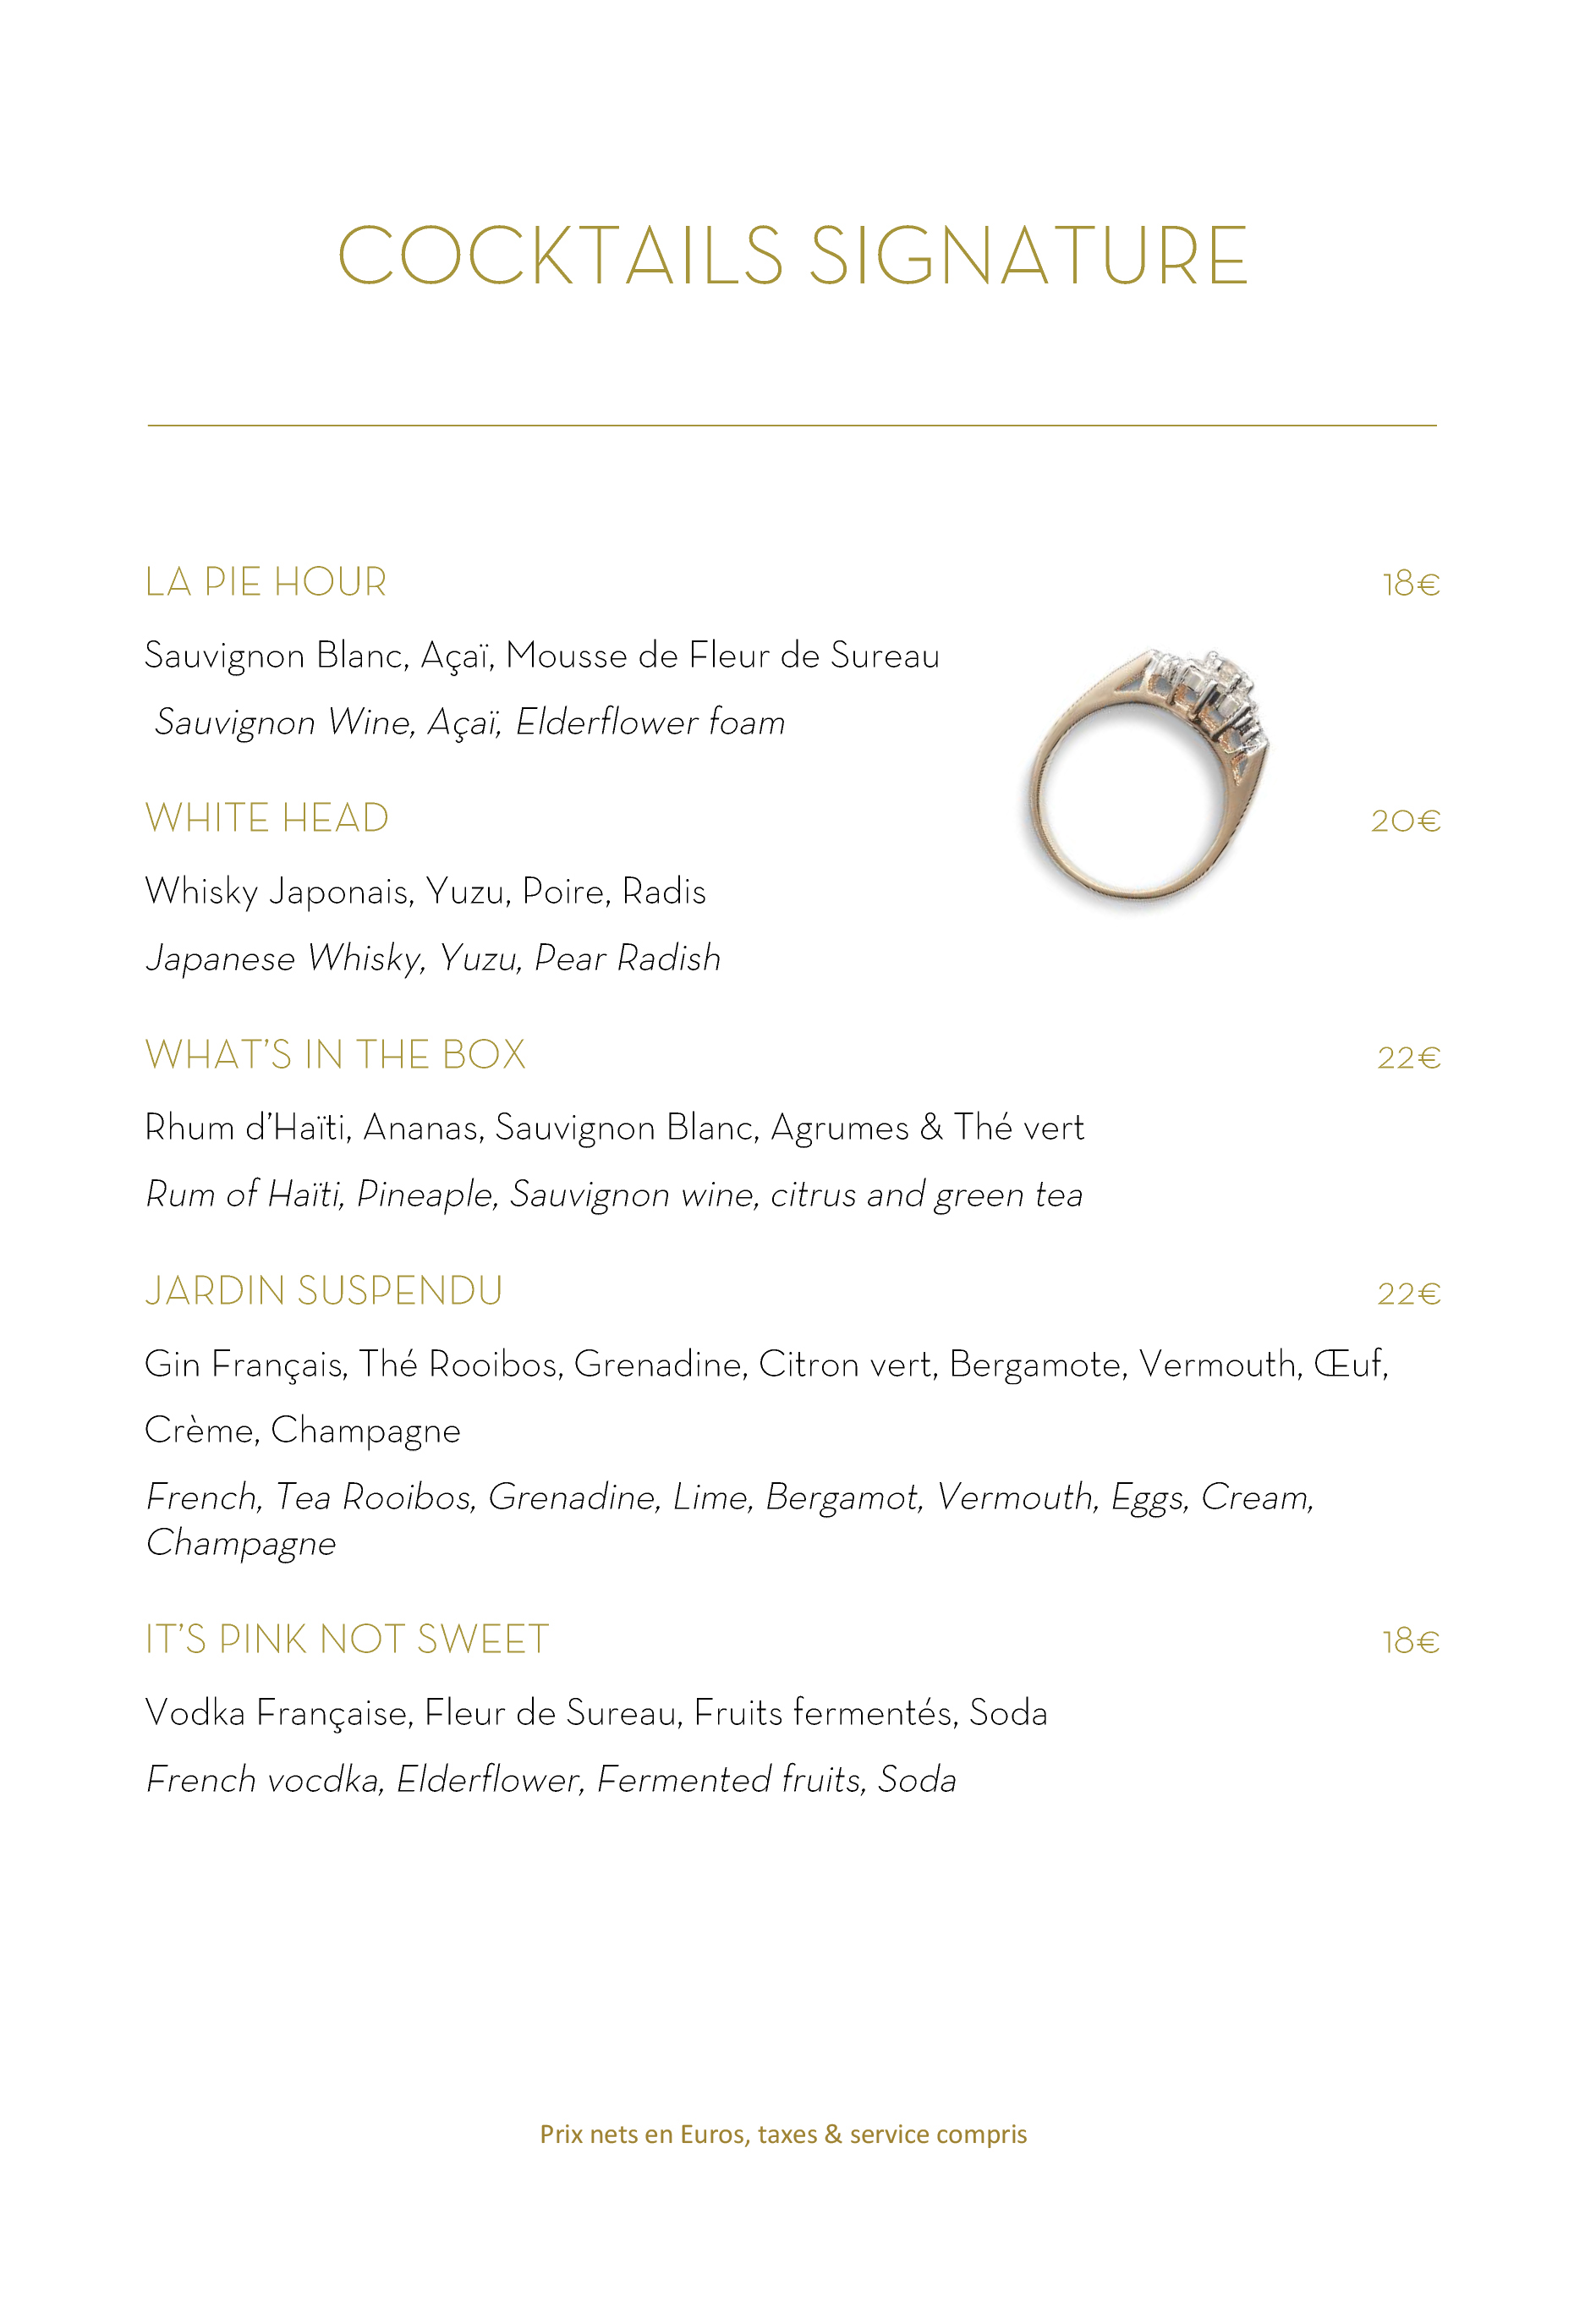 COCKTAILS SIGNATURE
LA PIE HOUR 18€
Sauvignon Blanc, Açaï, Mousse de Fleur de Sureau
Sauvignon Wine, Açaï, Elderflower foam
WHITE HEAD 20€
Whisky Japonais, Yuzu, Poire, Radis
Japanese Whisky, Yuzu, Pear Radish
WHAT’S IN THE BOX 22€
Rhum d’Haïti, Ananas, Sauvignon Blanc, Agrumes & Thé vert
Rum of Haïti, Pineaple, Sauvignon wine, citrus and green tea
JARDIN SUSPENDU 22€
Gin Français, Thé Rooibos, Grenadine, Citron vert, Bergamote, Vermouth, Œuf,
Crème, Champagne
French, Tea Rooibos, Grenadine, Lime, Bergamot, Vermouth, Eggs, Cream,
Champagne
IT’S PINK NOT SWEET 18€
Vodka Française, Fleur de Sureau, Fruits fermentés, Soda
French vocdka, Elderflower, Fermented fruits, Soda
Prix nets en Euros, taxes & service compris